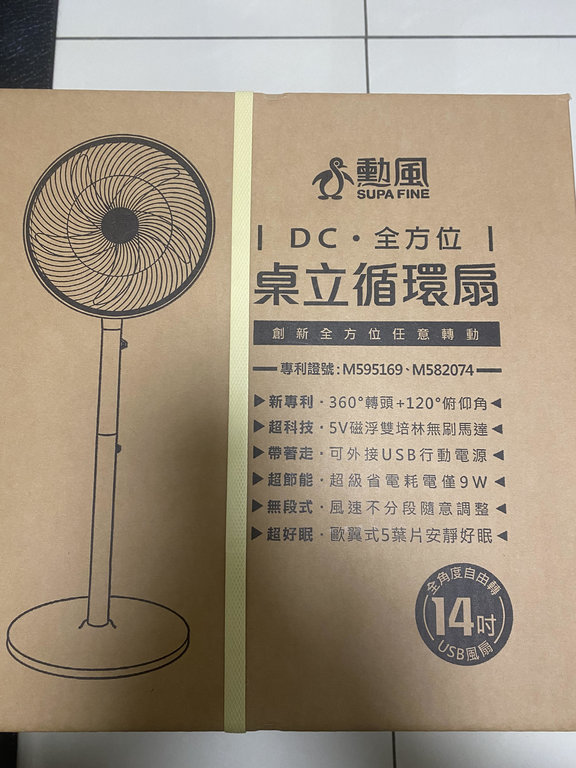 勳風
SUPA FINE
DC・全方位
桌立循環扇
創新全方位任意轉動
專利證號:M595169、M582074
新專利・360°轉頭+120°俯仰角
超科技・5V磁浮雙培林無刷馬達
帶著走・可外接USB行動電源
超節能・超級省電耗電僅9W
無段式・風速不分段隨意調整
超好眠・歐翼式5葉片安靜好眠
全角度自由轉
14吋
USB風扇